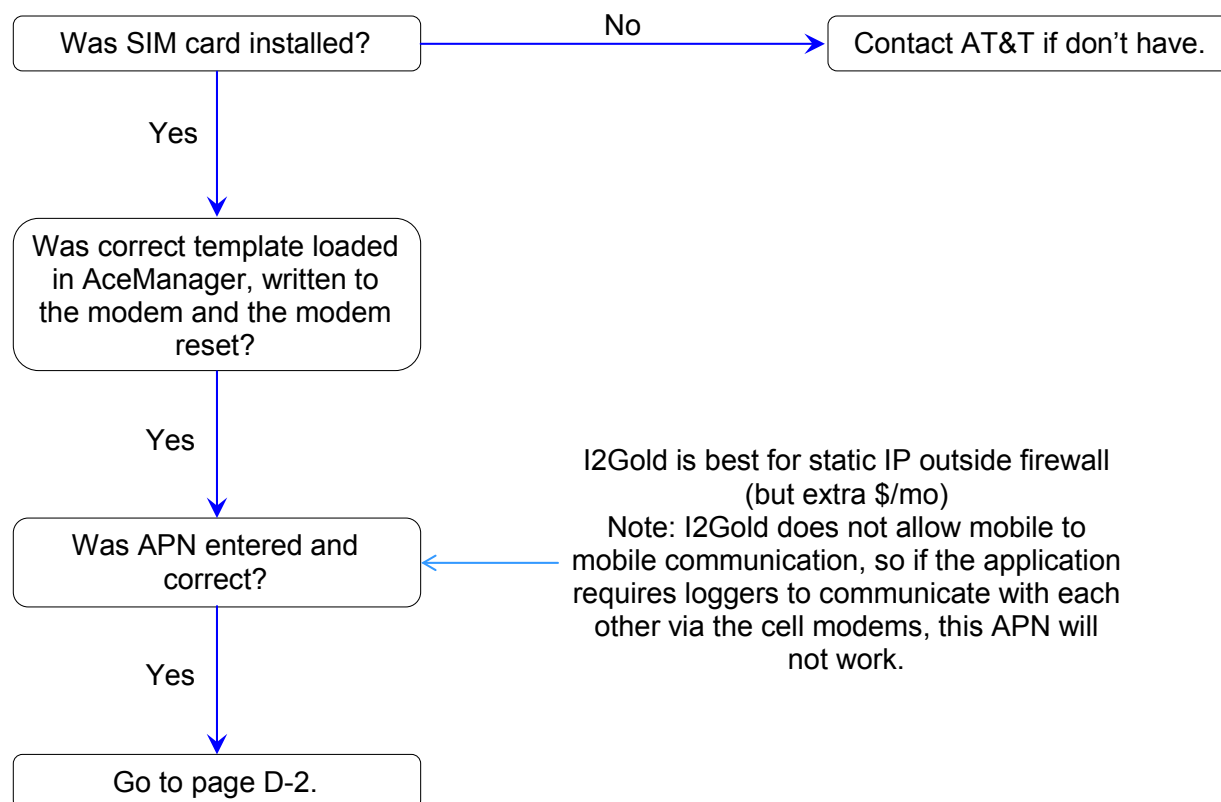 Was SIM card installed?
No
Contact AT&T if don't have.
Yes
Was correct template loaded
in AceManager, written to
the modem and the modem
reset?
Yes
I2Gold is best for static IP outside firewall
(but extra $/mo)
Note: I2Gold does not allow mobile to
mobile communication, so if the application
requires loggers to communicate with each
other via the cell modems, this APN will
not work.
Was APN entered and
correct?
Yes
Go to page D-2.